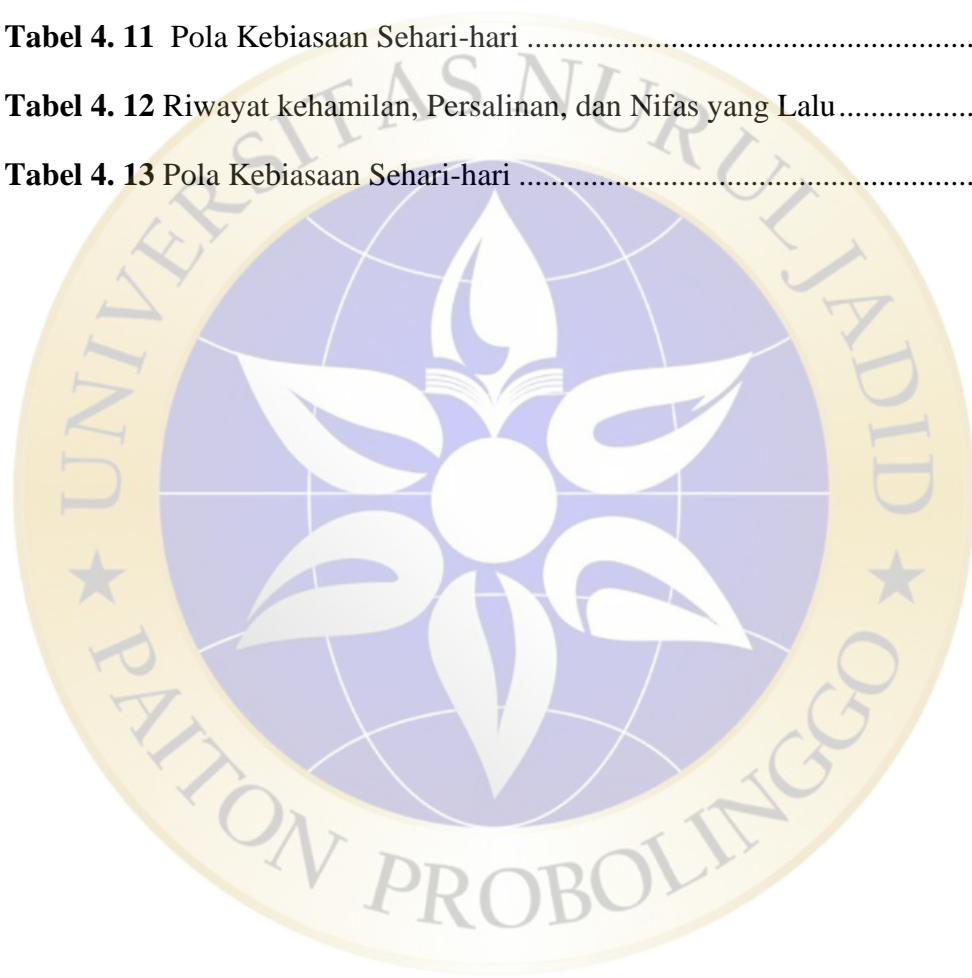 Tabel 4. 11  Pola Kebiasaan Sehari-hari ........................................................
Tabel 4. 12 Riwayat kehamilan, Persalinan, dan Nifas yang Lalu.................
Tabel 4. 13 Pola Kebiasaan Sehari-hari .........................................................
UNIVERSITAS NURUL JADID
★ PAITON PROBOLINGGO ★